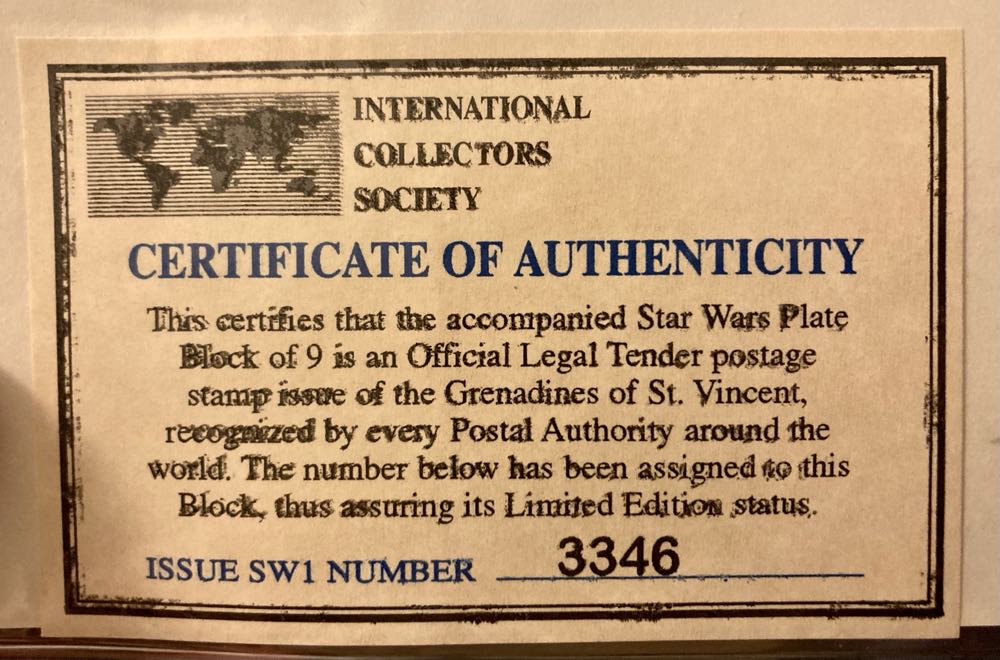 INTERNATIONAL
COLLECTORS
SOCIETY
CERTIFICATE OF AUTHENTICITY
This certifies that the accompanied Star Wars Plate
Block of 9 is an Official Legal Tender postage
stamp issue of the Grenadines of St. Vincent,
recognized by every Postal Authority around the
world. The number below has been assigned to this
Block, thus assuring its Limited Edition status.
ISSUE SW1 NUMBER 3346